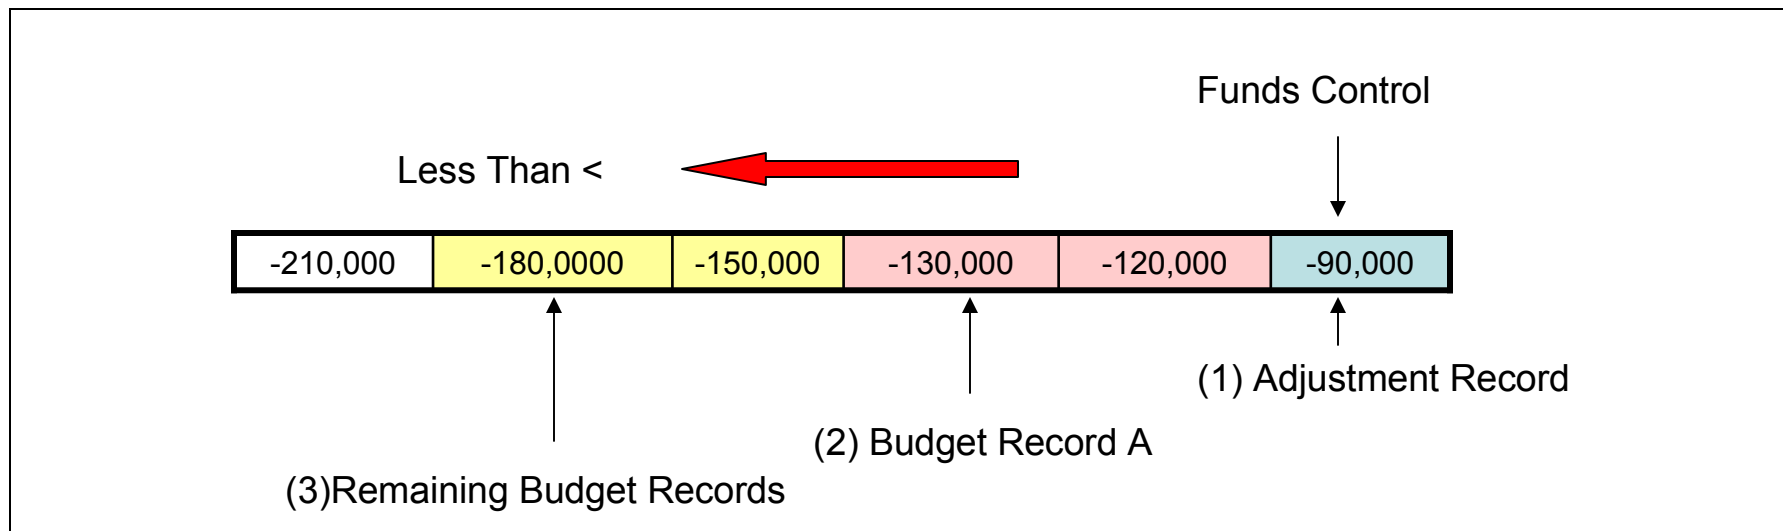 Funds Control
Less Than <
-210,000 -180,0000 -150,000 -130,000 -120,000 -90,000
(1) Adjustment Record
(2) Budget Record A
(3)Remaining Budget Records